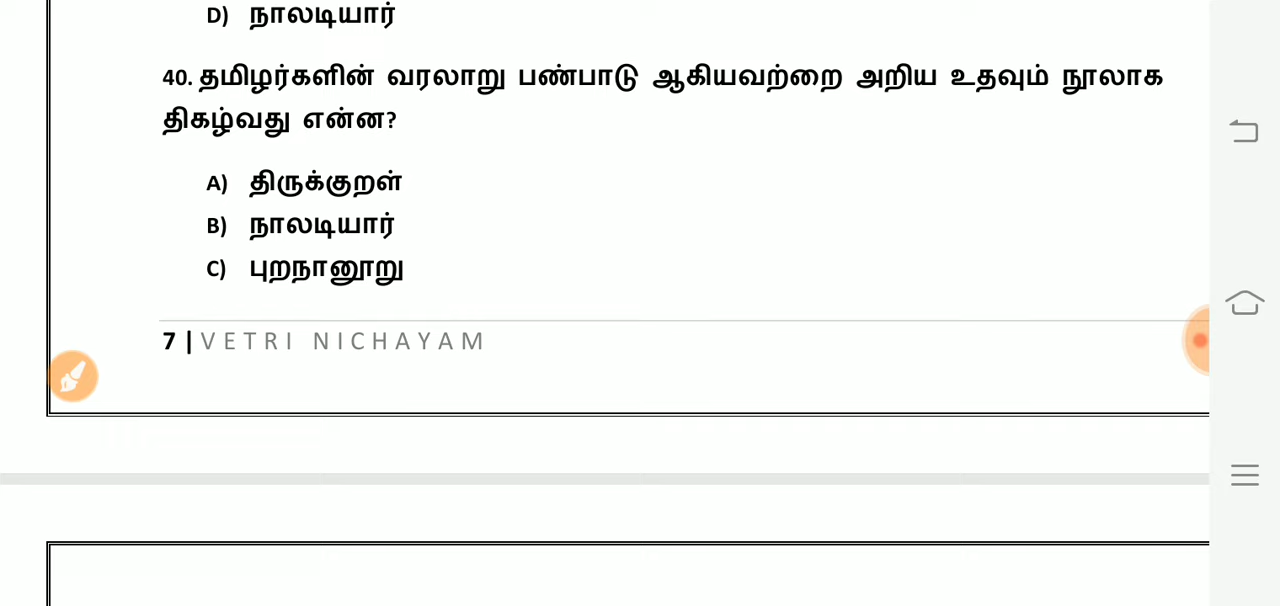 D) நாலடியார்
40. தமிழர்களின் வரலாறு பண்பாடு ஆகியவற்றை அறிய உதவும் நூலாக
திகழ்வது என்ன?
A) திருக்குறள்
B) நாலடியார்
C) புறநானூறு
7 | VETRI NICHAYAM